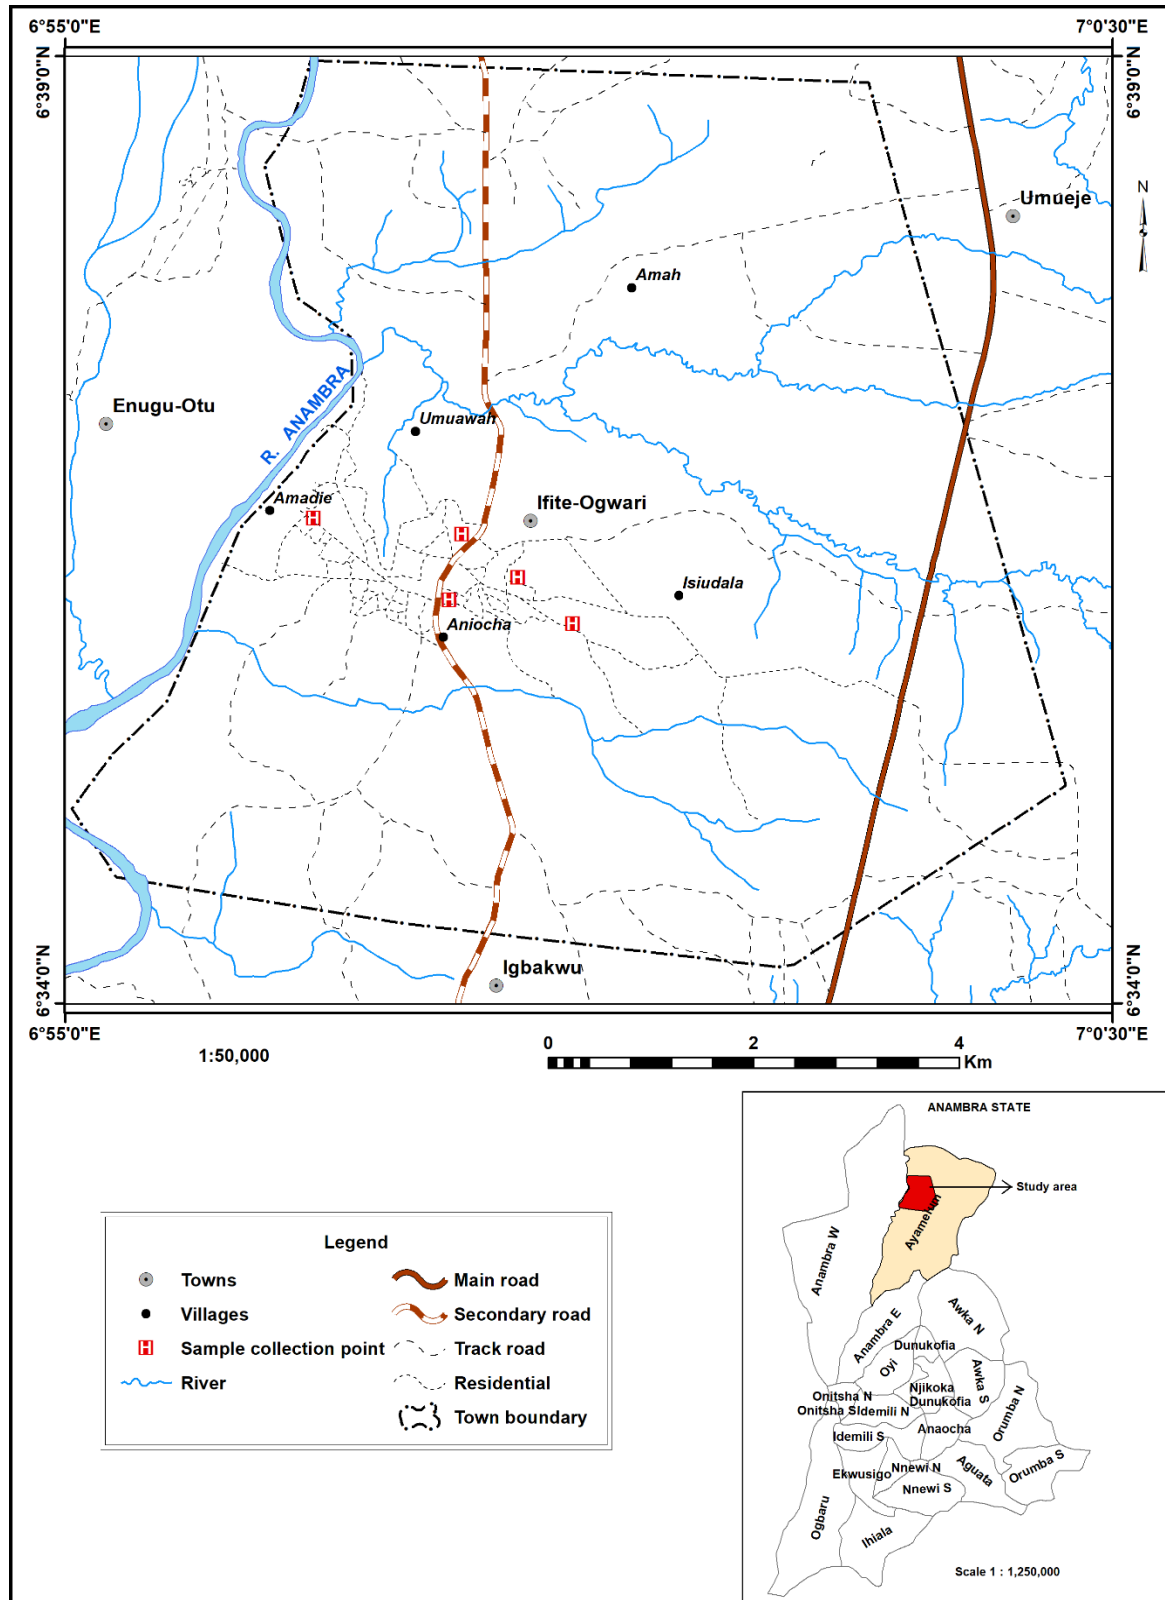 6°55'0"E
7°0'30"E
6°39'0"N
6°39'0"N
N
Umueje
Amah
R. ANAMBRA
Enugu-Otu
Umuawah
Amadie
Ifite-Ogwari
Isiudala
Aniocha
Igbakwu
6°34'0"N
6°34'0"N
6°55'0"E
7°0'30"E
1:50,000
0
2
4
Km
H
H
H
H
H
Legend
Towns
Villages
H
Sample collection point
River
Main road
Secondary road
Track road
Residential
Town boundary
ANAMBRA STATE
Study area
Ayamelum
Anambra W
Anambra E
Awka N
Dunukofia
Oyi
Awka S
Njikoka
Dunukofia
Onitsha N
Onitsha S
Idemili N
Orumba N
Anaocha
Idemili S
Nnewi N
Aguata
Orumba S
Ekwusigo
Nnewi S
Ogbaru
Ihiala
Scale 1 : 1,250,000